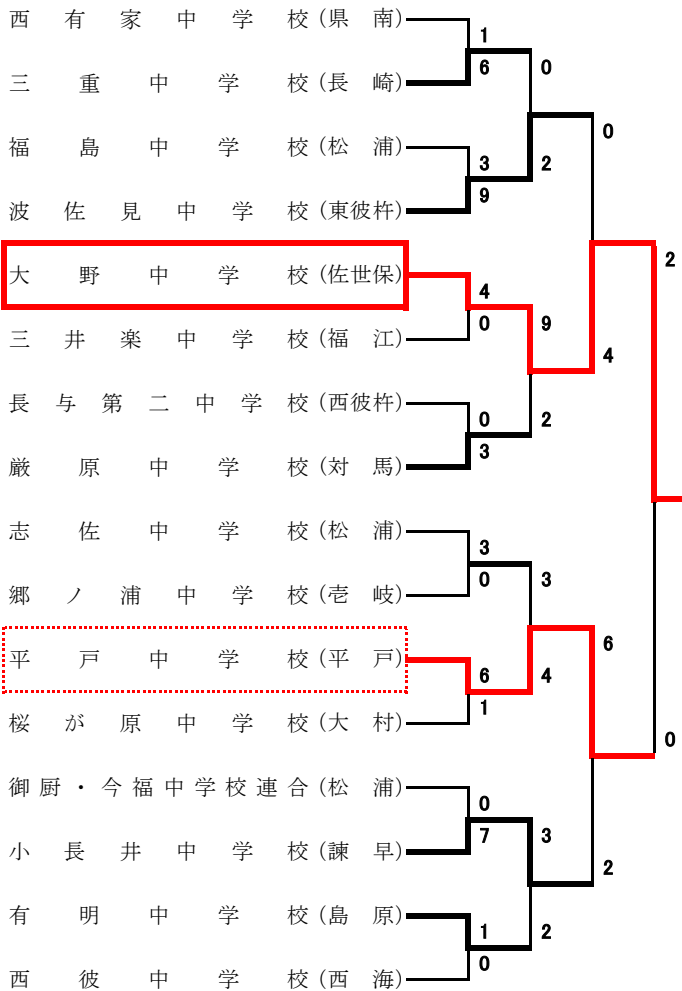 西有家中学校(県南)
1
6
0
三重中学校(長崎)
0
福島中学校(松浦)
3
9
2
波佐見中学校(東彼杵)
2
大野中学校(佐世保)
4
0
9
4
三井楽中学校(福江)
長与第二中学校(西彼杵)
0
3
2
厳原中学校(対馬)
志佐中学校(松浦)
3
0
3
郷ノ浦中学校(壱岐)
6
平戸中学校(平戸)
6
1
4
桜が原中学校(大村)
0
御厨・今福中学校連合(松浦)
0
7
3
小長井中学校(諫早)
2
有明中学校(島原)
1
0
2
西彼中学校(西海)